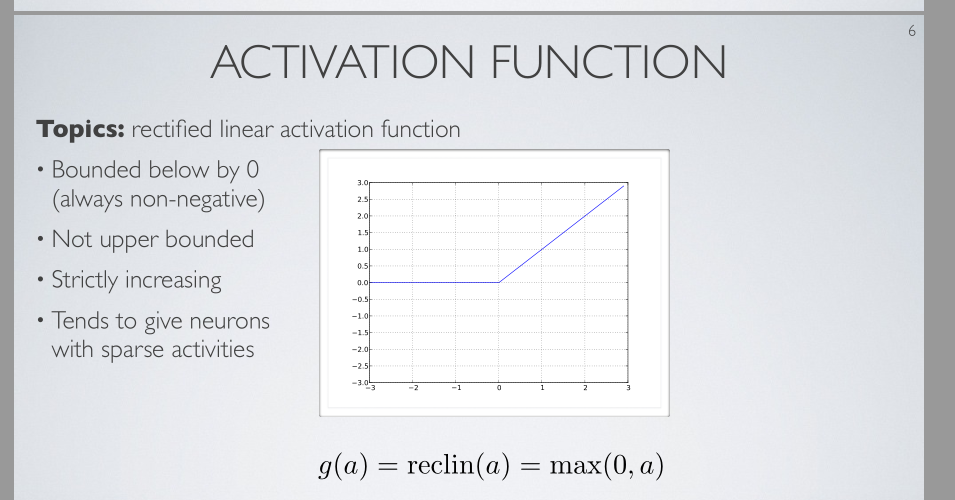 6
ACTIVATION FUNCTION
Topics: rectified linear activation function
• Bounded below by 0
(always non-negative)
• Not upper bounded
• Strictly increasing
• Tends to give neurons
with sparse activities
3.0
2.5
2.0
1.5
1.0
0.5
0.0
−0.5
−1.0
−1.5
−2.0
−2.5
−3.0
−3 −2 −1 0 1 2 3
g(a) = reclin(a) = max(0, a)